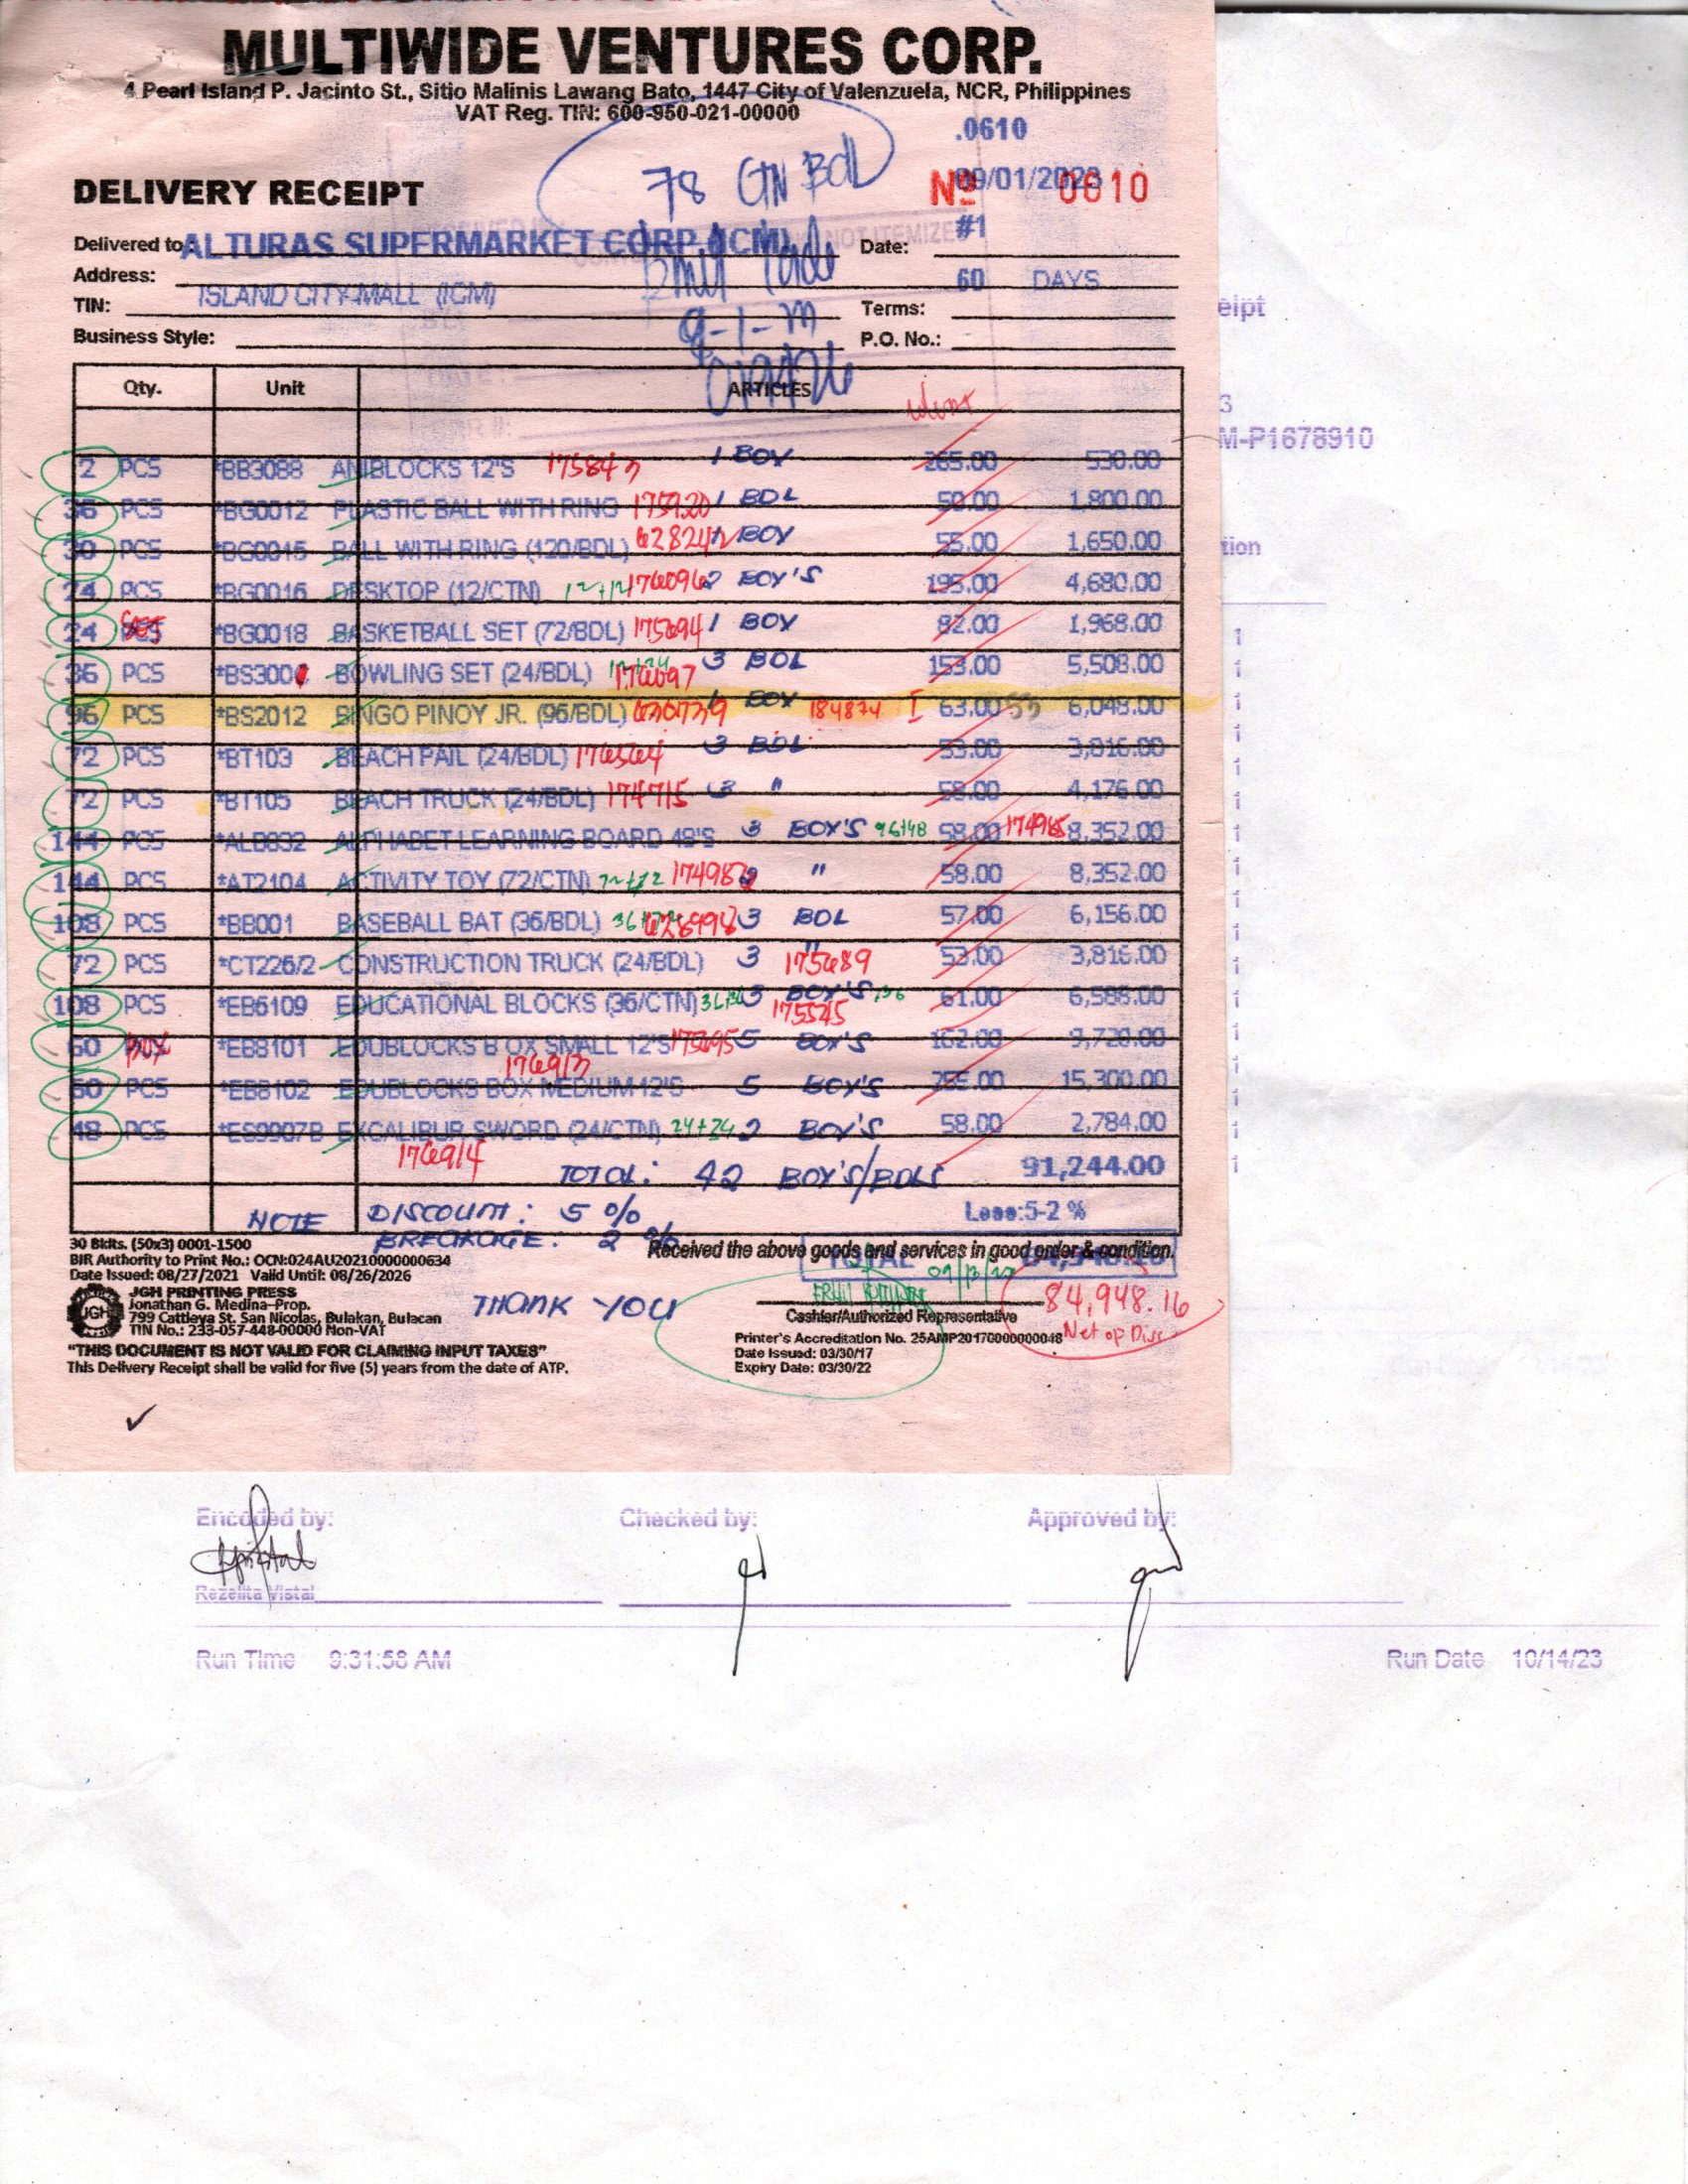 MULTIWIDE VENTURES CORP.
4 Pearl Island P. Jacinto St., Sitio Malinis Lawang Bato, 1447 City of Valenzuela, NCR, Philippines
VAT Reg. TIN: 600-950-021-00000
.0610
78 CTN BDL
DELIVERY RECEIPT
Nº 0610
09/01/2023
#1
Delivered to: ALTURAS SUPERMARKET CORP. (ICM)
Date:
Address:
60 DAYS
ISLAND CITY MALL (ICM)
TIN:
Terms:
eipt
Business Style:
P.O. No.:
Qty. Unit ARTICLES
3
M-P1678910
2 PCS *BB3088 ANIBLOCKS 12'S 1 BOX 265.00 530.00
36 PCS *BG0012 PLASTIC BALL WITH RING 175920 1 BDL 50.00 1,800.00
30 PCS *BG0015 BALL WITH RING (120/BDL) 1 BOX 55.00 1,650.00
tion
24 PCS *BG0016 DESKTOP (12/CTN) 12+12 176096 2 BOX'S 195.00 4,680.00
24 *BG0018 BASKETBALL SET (72/BDL) 175694 1 BOX 82.00 1,968.00
36 PCS BOWLING SET (24/BDL) 176097 3 BDL 153.00 5,508.00
96 PCS *BS2012 BINGO PINOY JR. (96/BDL) 636739 1 BOX 184874 63.00 53 6,048.00
72 PCS *BT103 BEACH PAIL (24/BDL) 176564 3 BDL 53.00 3,816.00
72 PCS *BT105 BEACH TRUCK (24/BDL) 174715 3 " 58.00 4,176.00
144 PCS *ALB832 ALPHABET LEARNING BOARD 48'S 3 BOX'S 96+48 58.00 174985 8,352.00
144 PCS *AT2104 ACTIVITY TOY (72/CTN) 72+72 2 " 58.00 8,352.00
108 PCS *BB001 BASEBALL BAT (36/BDL) 3 BDL 57.00 6,156.00
72 PCS *CT226/2 CONSTRUCTION TRUCK (24/BDL) 3 " 175689 53.00 3,816.00
108 PCS *EB6109 EDUCATIONAL BLOCKS (36/CTN) 3 BOX'S 175545 61.00 6,588.00
60 BOX *EB8101 EDUBLOCKS B OX SMALL 12'S 175695 5 BOX'S 162.00 9,720.00
60 PCS *EB8102 EDUBLOCKS BOX MEDIUM 12'S 5 BOX'S 255.00 15,300.00
48 PCS *ES9907B EXCALIBUR SWORD (24/CTN) 24+24 2 BOX'S 58.00 2,784.00
176914
TOTAL: 42 BOX'S/BDLS 91,244.00
NOTE DISCOUNT: 5 % Less:5-2 %
BREAKAGE: 2 %
30 Bklts. (50x3) 0001-1500
Received the above goods and services in good order & condition.
BIR Authority to Print No.: OCN:024AU20210000000634
TOTAL
Date Issued: 08/27/2021 Valid Until: 08/26/2026
JGH
JGH PRINTING PRESS
Jonathan G. Medina-Prop.
799 Cattleya St. San Nicolas, Bulakan, Bulacan
TIN No.: 233-057-448-00000 Non-VAT
THANK YOU
84,948.16
Cashier/Authorized Representative
Net of Disc
Printer's Accreditation No. 25AMP20170000000048
"THIS DOCUMENT IS NOT VALID FOR CLAIMING INPUT TAXES"
Date Issued: 03/30/17
This Delivery Receipt shall be valid for five (5) years from the date of ATP.
Expiry Date: 03/30/22
Encoded by: Checked by: Approved by:
Rezelita Vistal
Run Time 9:31:58 AM Run Date 10/14/23